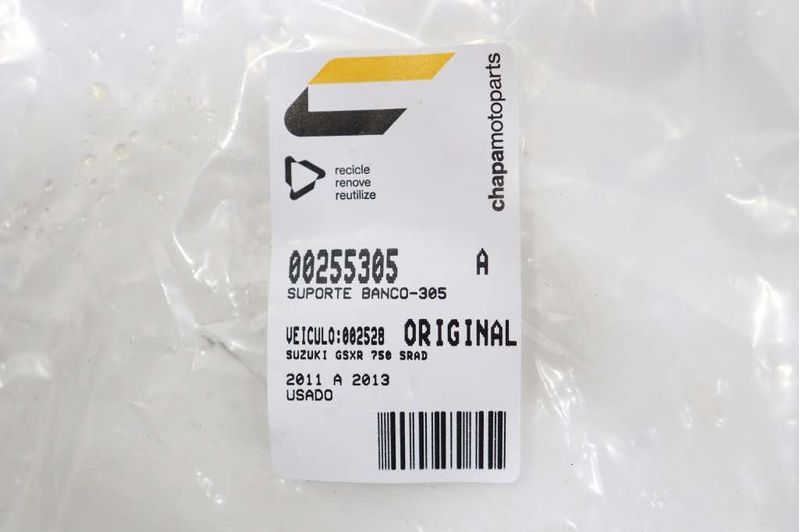 chapamotoparts
recicle
renove
reutilize
00255305 A
SUPORTE BANCO-305
VEICULO:002528 ORIGINAL
SUZUKI GSXR 750 SRAD
2011 A 2013
USADO